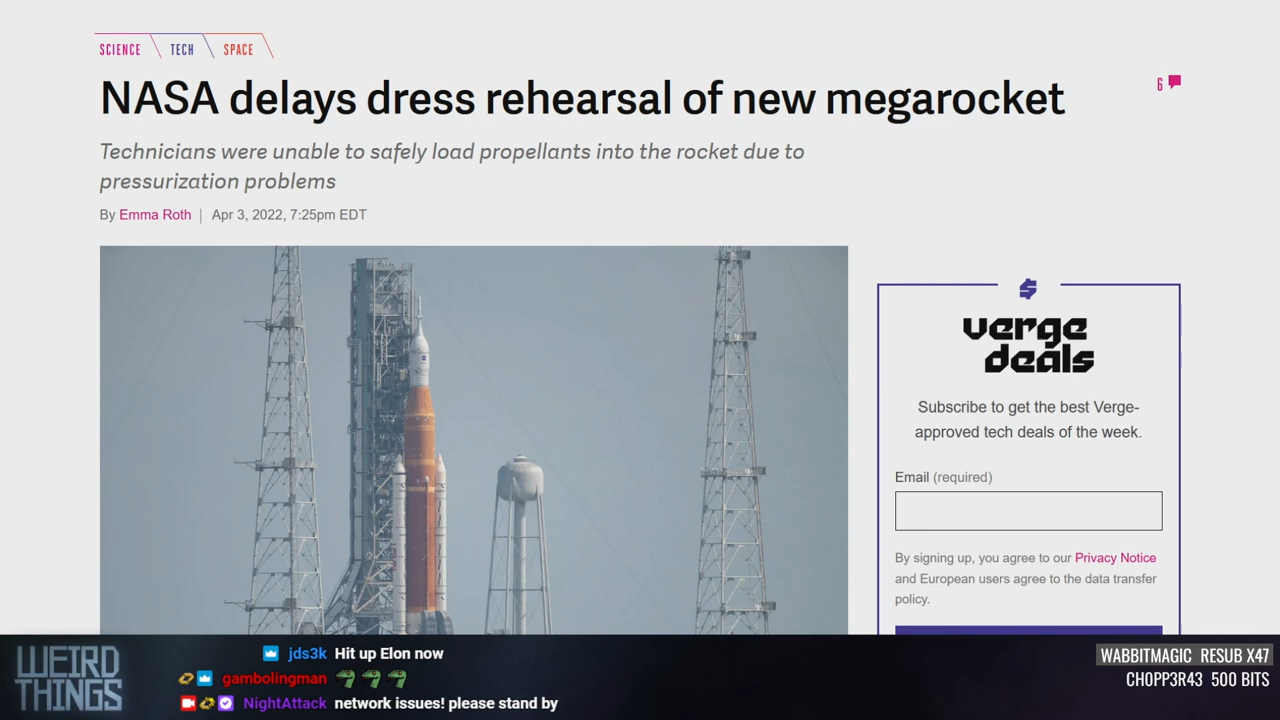 SCIENCE TECH SPACE
NASA delays dress rehearsal of new megarocket
6
Technicians were unable to safely load propellants into the rocket due to
pressurization problems
By Emma Roth | Apr 3, 2022, 7:25pm EDT
verge
deals
Subscribe to get the best Verge-
approved tech deals of the week.
Email (required)
By signing up, you agree to our Privacy Notice
and European users agree to the data transfer
policy.
WEIRD
THINGS
jds3k Hit up Elon now
gambolingman
NightAttack network issues! please stand by
WABBITMAGIC RESUB X47
CHOPP3R43 500 BITS